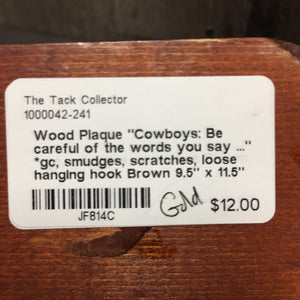 The Tack Collector
1000042-241
Wood Plaque "Cowboys: Be
careful of the words you say ..."
*gc, smudges, scratches, loose
hanging hook Brown 9.5" x 11.5"
JF814C
Gold
$12.00